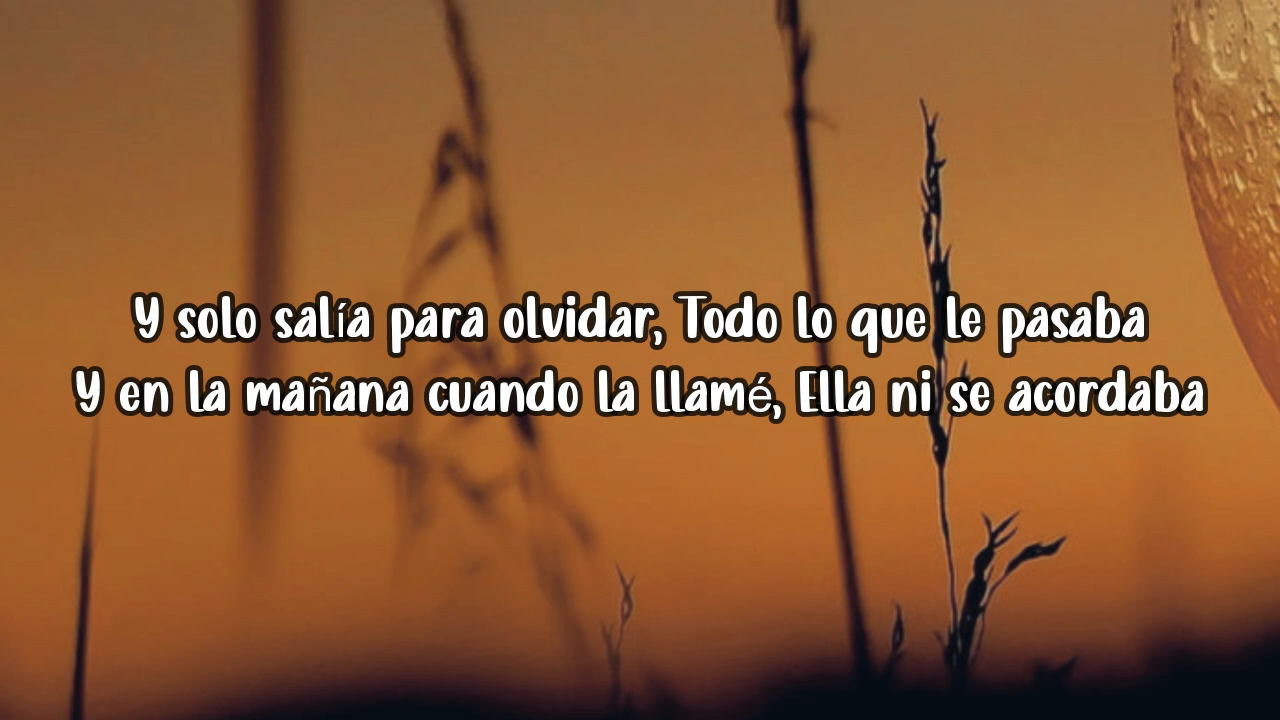 Y solo salía para olvidar, Todo lo que le pasaba
Y en la mañana cuando la llamé, Ella ni se acordaba